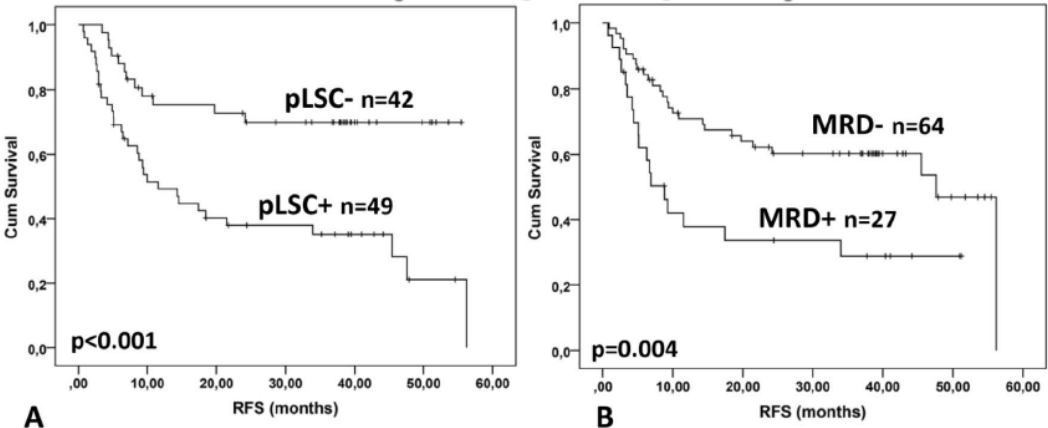 1,0
0,8
0,6
0,4
0,2
0,0
Cum Survival
pLSC- n=42
pLSC+ n=49
p<0.001
,00 10,00 20,00 30,00 40,00 50,00 60,00
RFS (months)
A
1,0
0,8
0,6
0,4
0,2
0,0
Cum Survival
MRD- n=64
MRD+ n=27
p=0.004
,00 10,00 20,00 30,00 40,00 50,00 60,00
RFS (months)
B